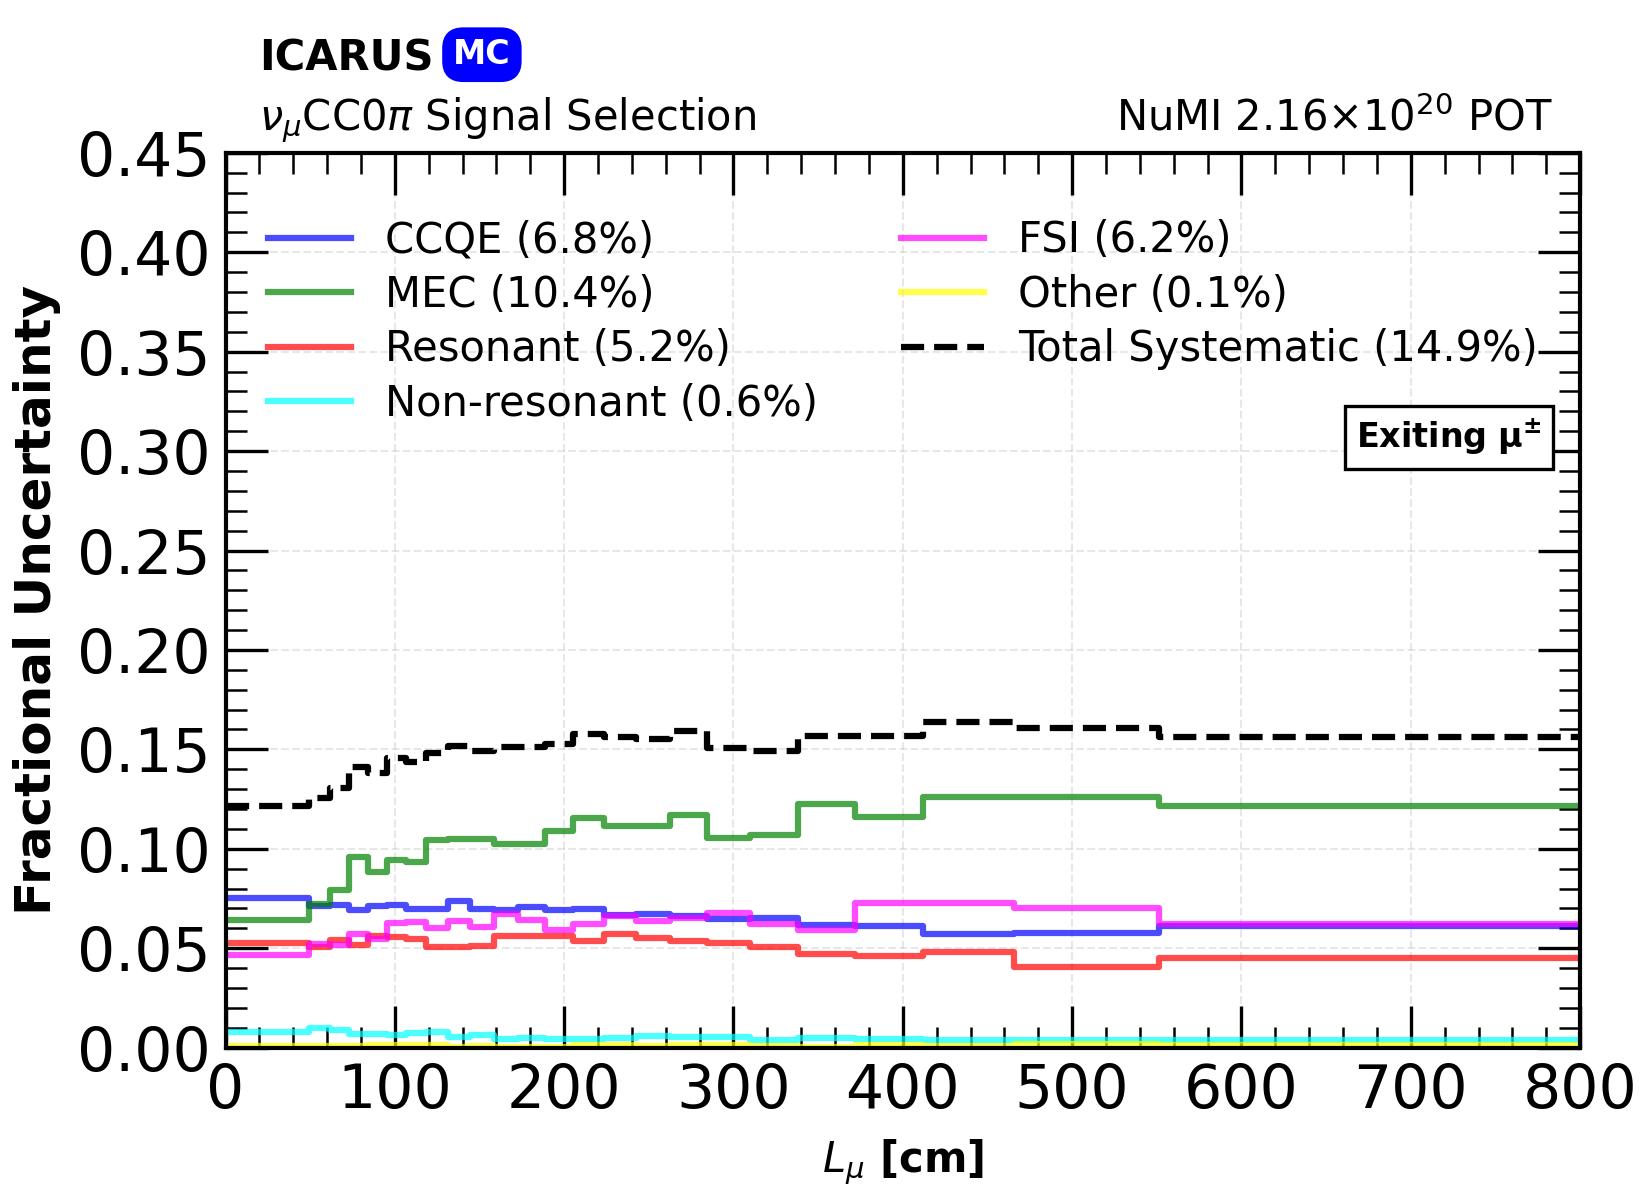 ICARUS MC
νμCC0π Signal Selection
NuMI 2.16×10²⁰ POT
Fractional Uncertainty
0.45
0.40
0.35
0.30
0.25
0.20
0.15
0.10
0.05
0.00
CCQE (6.8%)
MEC (10.4%)
Resonant (5.2%)
Non-resonant (0.6%)
FSI (6.2%)
Other (0.1%)
Total Systematic (14.9%)
Exiting μ±
0 100 200 300 400 500 600 700 800
Lμ [cm]